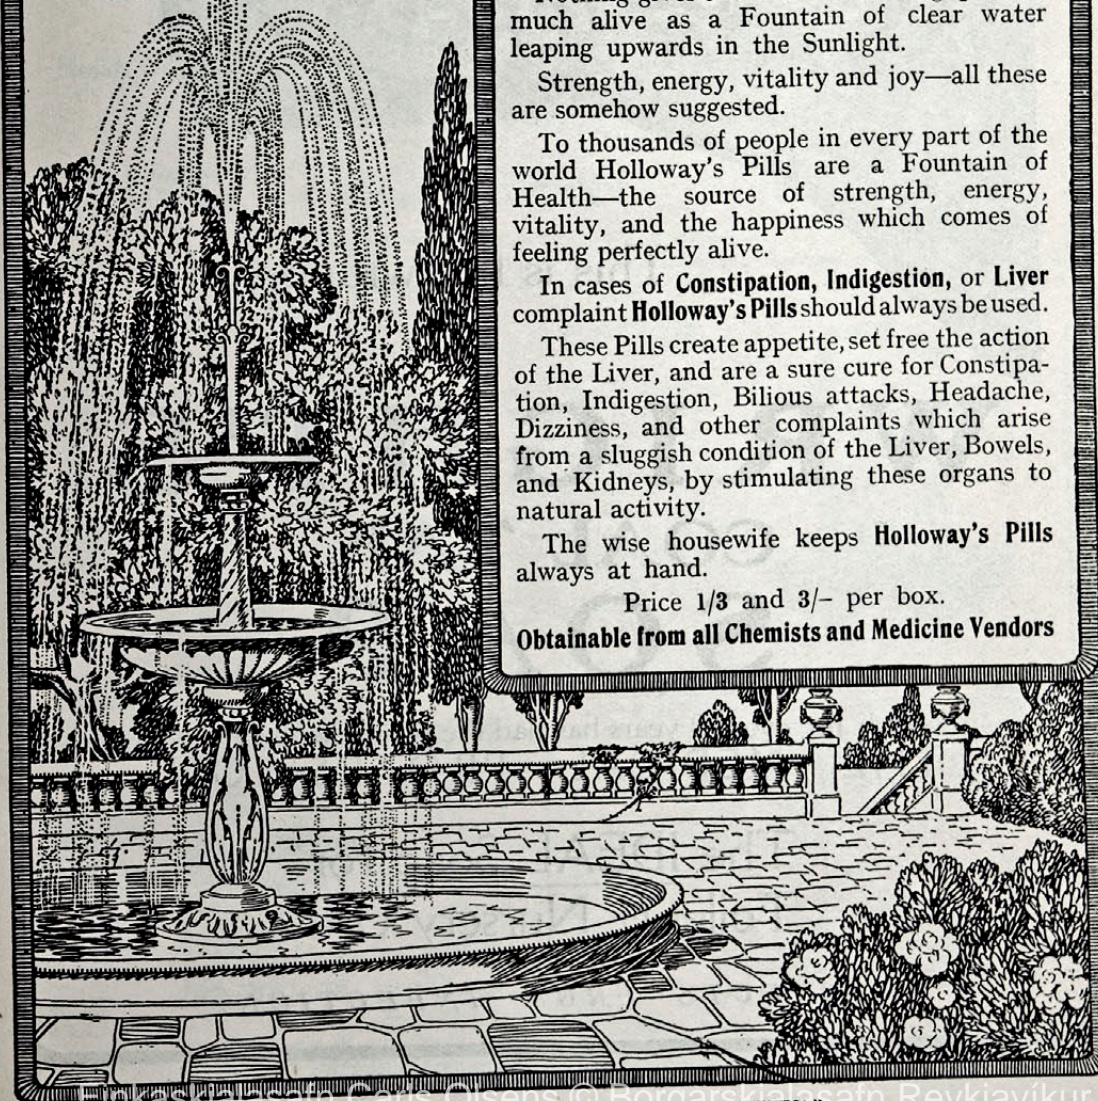 much alive as a Fountain of clear water
leaping upwards in the Sunlight.
Strength, energy, vitality and joy—all these
are somehow suggested.
To thousands of people in every part of the
world Holloway's Pills are a Fountain of
Health—the source of strength, energy,
vitality, and the happiness which comes of
feeling perfectly alive.
In cases of Constipation, Indigestion, or Liver
complaint Holloway's Pills should always be used.
These Pills create appetite, set free the action
of the Liver, and are a sure cure for Constipa-
tion, Indigestion, Bilious attacks, Headache,
Dizziness, and other complaints which arise
from a sluggish condition of the Liver, Bowels,
and Kidneys, by stimulating these organs to
natural activity.
The wise housewife keeps Holloway's Pills
always at hand.
Price 1/3 and 3/– per box.
Obtainable from all Chemists and Medicine Vendors
Einkaskjalasafn Carls Olsens © Borgarskjalasafn Reykjavíkur